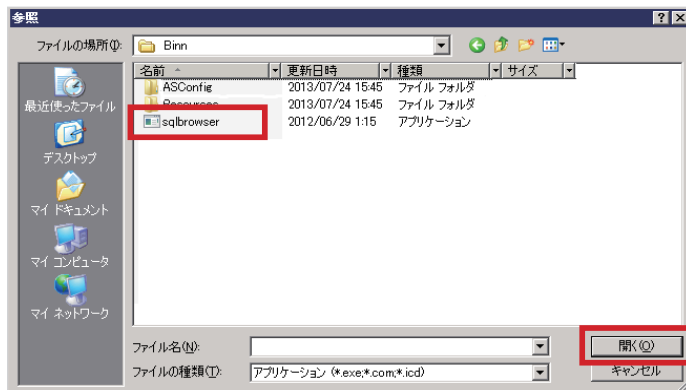 参照
ファイルの場所(I):
Binn
名前
更新日時
種類
サイズ
ASConfig 2013/07/24 15:45 ファイル フォルダ
Resources 2013/07/24 15:45 ファイル フォルダ
sqlbrowser 2012/06/29 1:15 アプリケーション
最近使ったファイル
デスクトップ
マイ ドキュメント
マイ コンピュータ
マイ ネットワーク
ファイル名(N):
開く(O)
ファイルの種類(T):
アプリケーション (*.exe;*.com;*.icd)
キャンセル